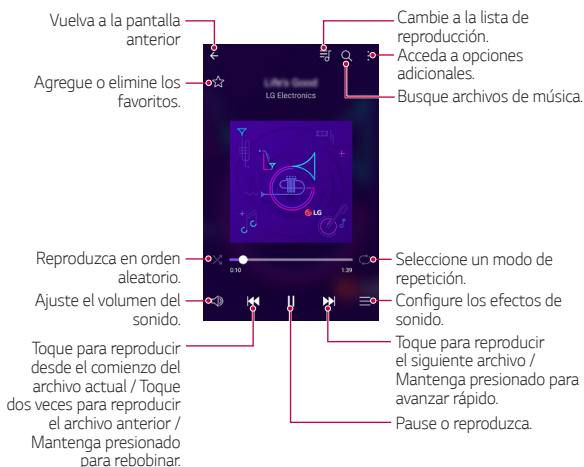 Vuelva a la pantalla
anterior
Agregue o elimine los
favoritos.
Cambie a la lista de
reproducción.
Acceda a opciones
adicionales.
Busque archivos de música.
LG Electronics
LG
0:10
1:39
Reproduzca en orden
aleatorio.
Ajuste el volumen del
sonido.
Toque para reproducir
desde el comienzo del
archivo actual / Toque
dos veces para reproducir
el archivo anterior /
Mantenga presionado
para rebobinar.
Seleccione un modo de
repetición.
Configure los efectos de
sonido.
Toque para reproducir
el siguiente archivo /
Mantenga presionado para
avanzar rápido.
Pause o reproduzca.